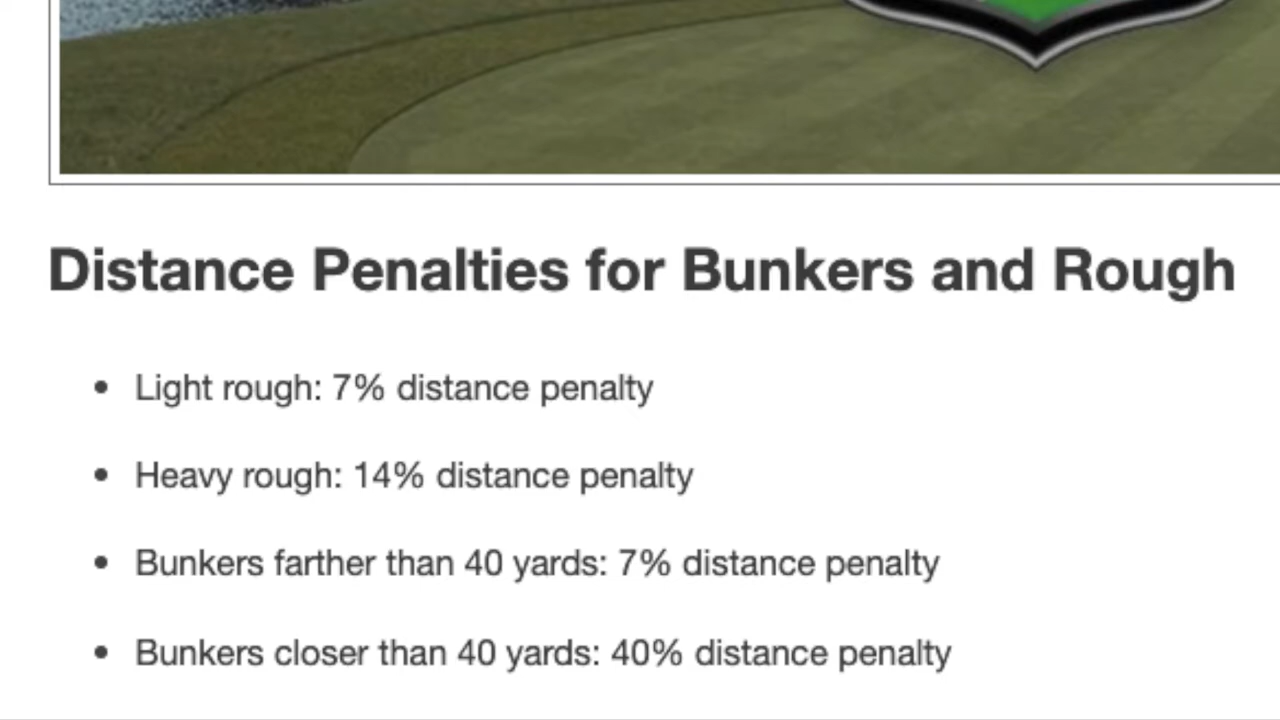 Distance Penalties for Bunkers and Rough
Light rough: 7% distance penalty
Heavy rough: 14% distance penalty
Bunkers farther than 40 yards: 7% distance penalty
Bunkers closer than 40 yards: 40% distance penalty